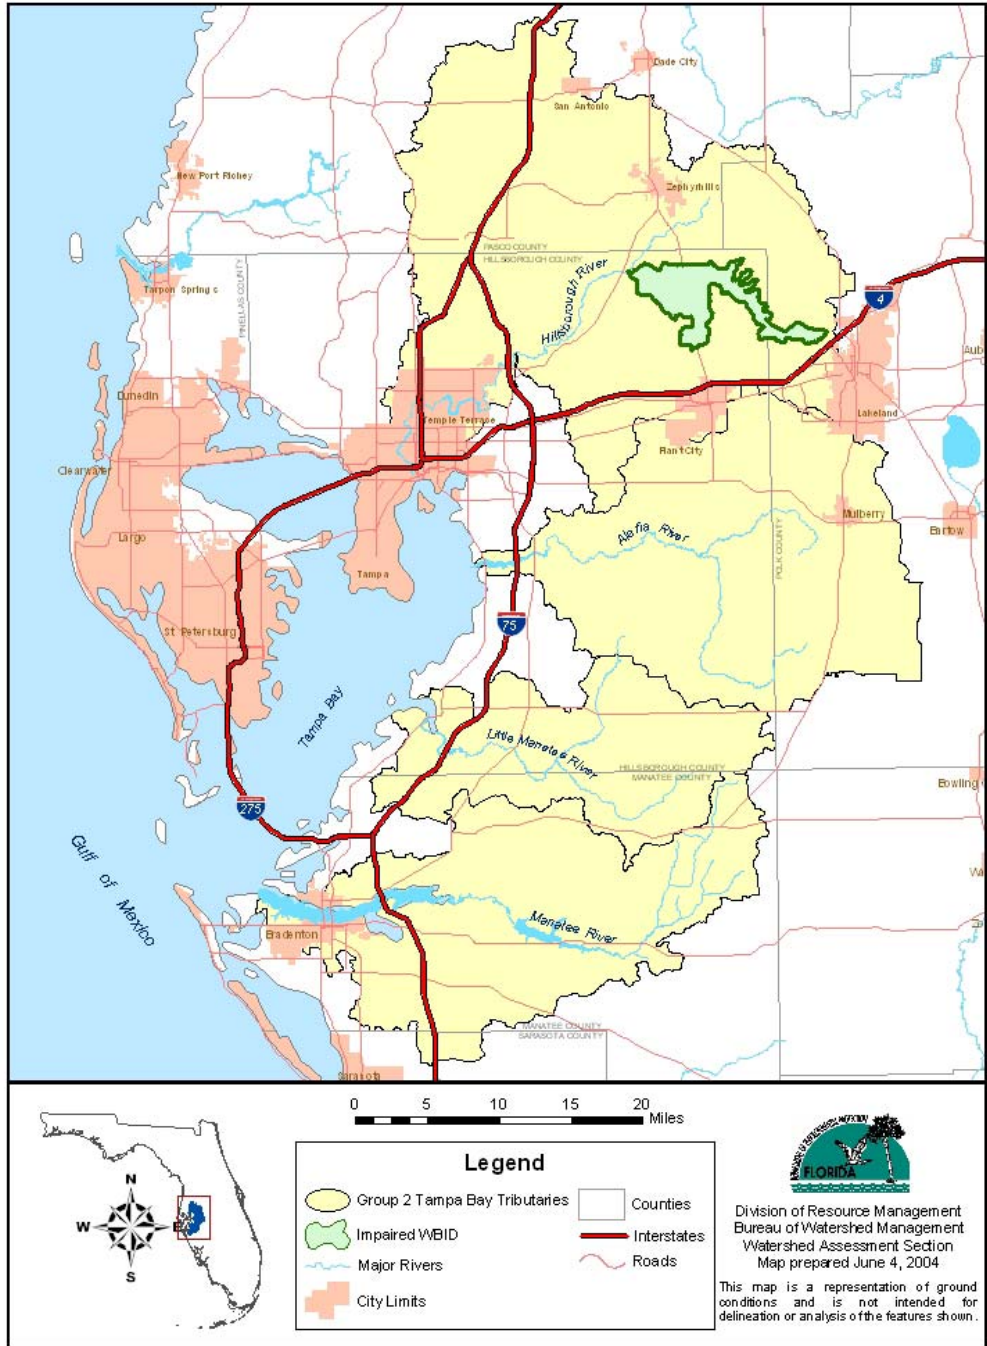 Dade City
San Antonio
New Port Richey
Zephyrhills
PASCO COUNTY
HILLSBOROUGH COUNTY
PINELLAS COUNTY
Tarpon Springs
Hillsborough River
4
Dunedin
Temple Terrace
Lakeland
Plant City
Clearwater
Mulberry
Bartow
Largo
Alafia River
POLK COUNTY
Tampa
75
St. Petersburg
Tampa Bay
Little Manatee River
HILLSBOROUGH COUNTY
MANATEE COUNTY
275
Gulf of Mexico
Manatee River
Bradenton
MANATEE COUNTY
SARASOTA COUNTY
Sarasota
0 5 10 15 20
Miles
N
W E
S
Legend
Group 2 Tampa Bay Tributaries
Impaired WBID
Major Rivers
City Limits
Counties
Interstates
Roads
FLORIDA
Division of Resource Management
Bureau of Watershed Management
Watershed Assessment Section
Map prepared June 4, 2004
This map is a representation of ground
conditions and is not intended for
delineation or analysis of the features shown.